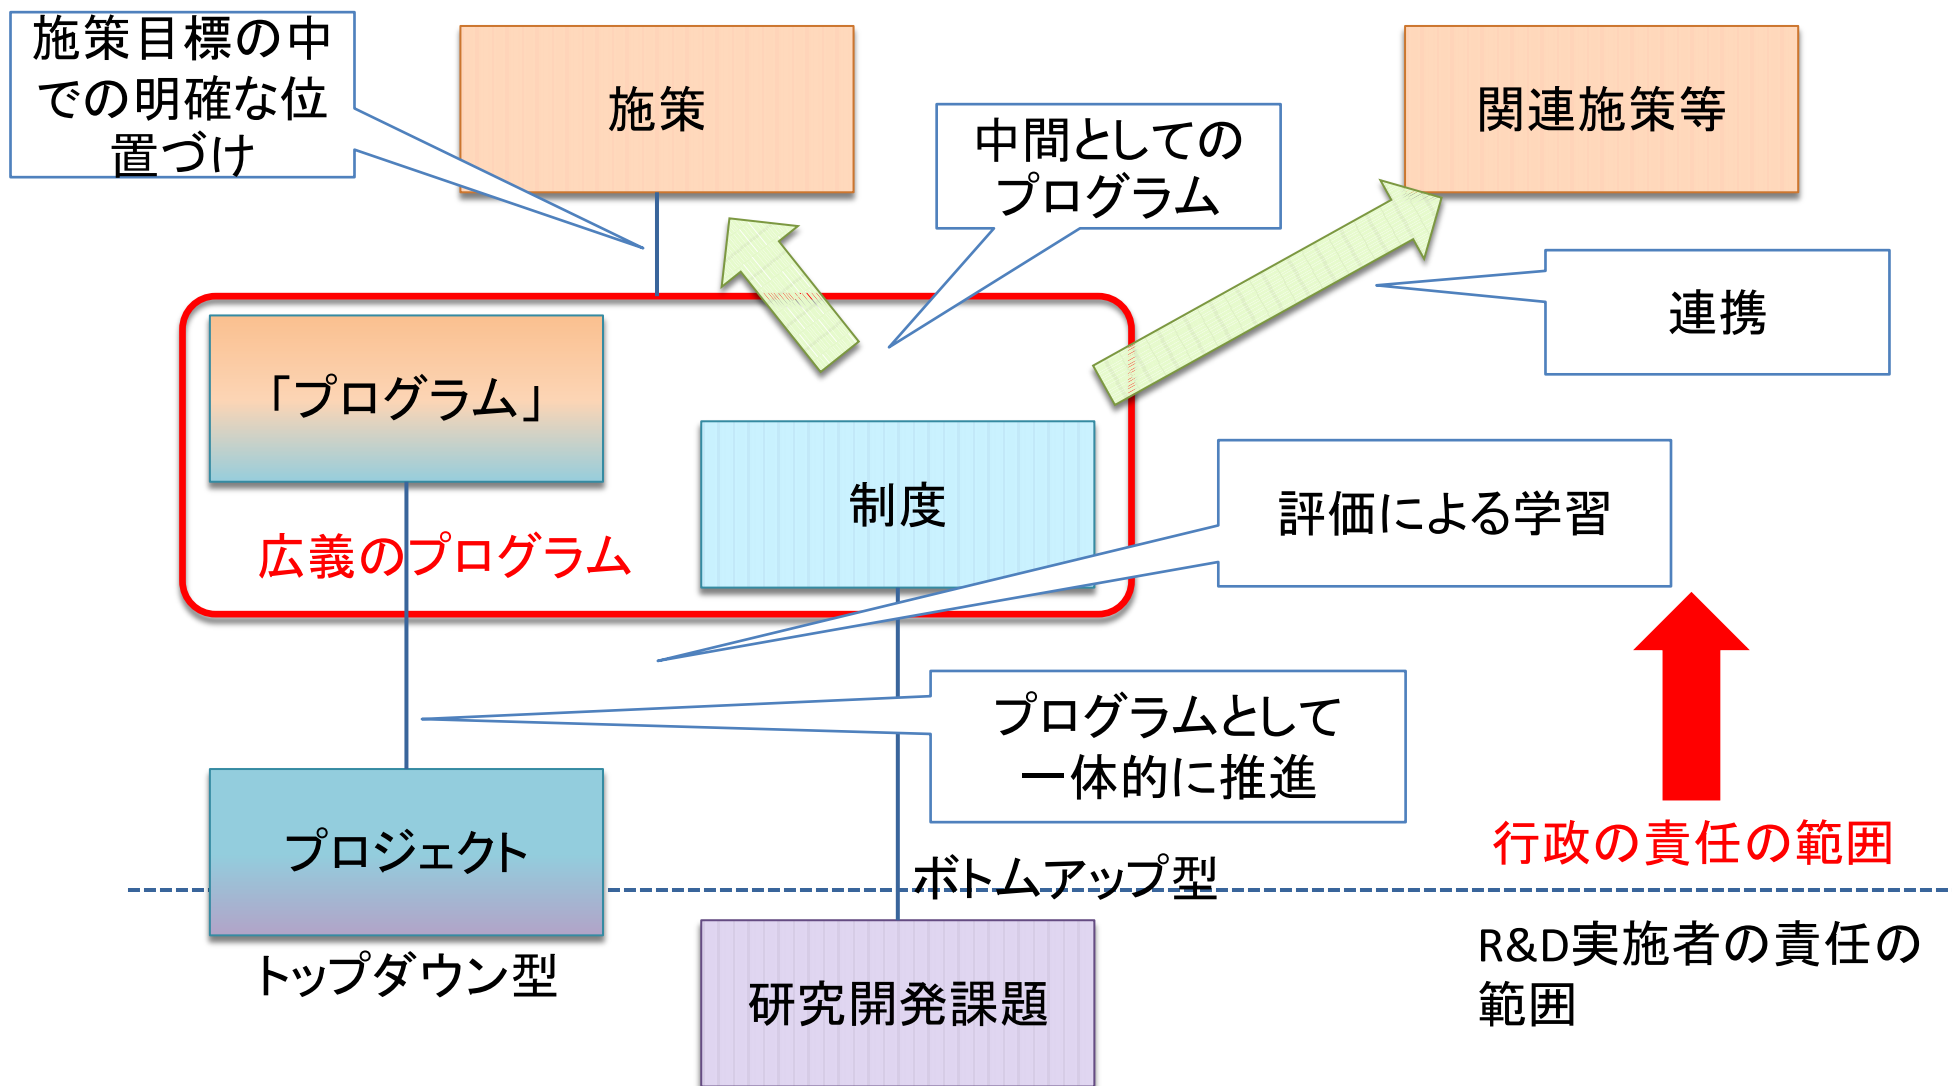 施策目標の中
での明確な位
置づけ
施策
関連施策等
中間としての
プログラム
連携
「プログラム」
制度
広義のプログラム
評価による学習
プログラムとして
一体的に推進
プロジェクト
行政の責任の範囲
ボトムアップ型
トップダウン型
R&D実施者の責任の
範囲
研究開発課題